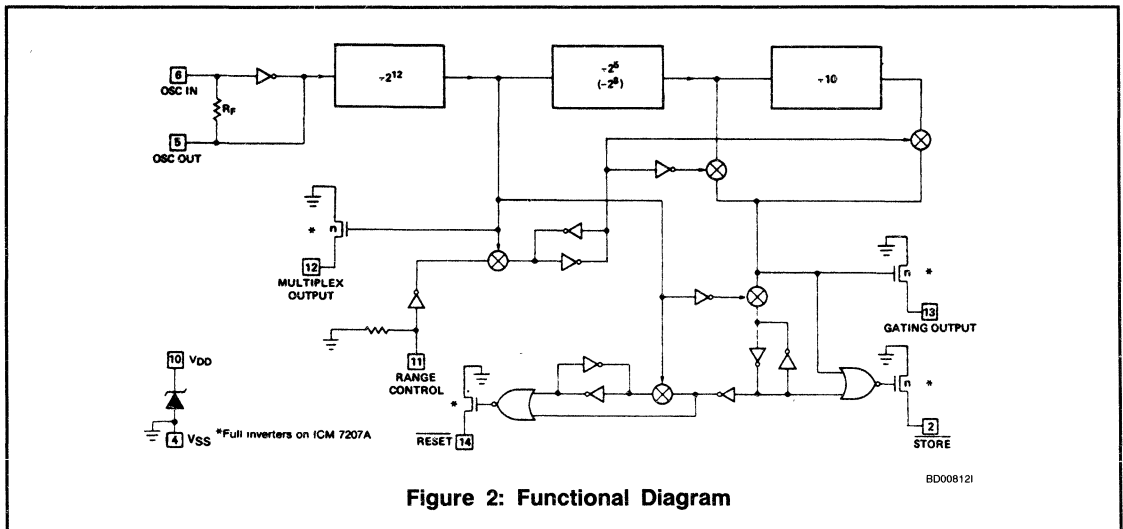 ÷2¹²
÷2⁵
(÷2⁸)
÷10
6
OSC IN
RF
5
OSC OUT
* n
12
MULTIPLEX
OUTPUT
n *
13
GATING OUTPUT
10 VDD
11
RANGE
CONTROL
*
RESET 14
n *
2
STORE
4 VSS
*Full inverters on ICM 7207A
BD00812I
Figure 2: Functional Diagram